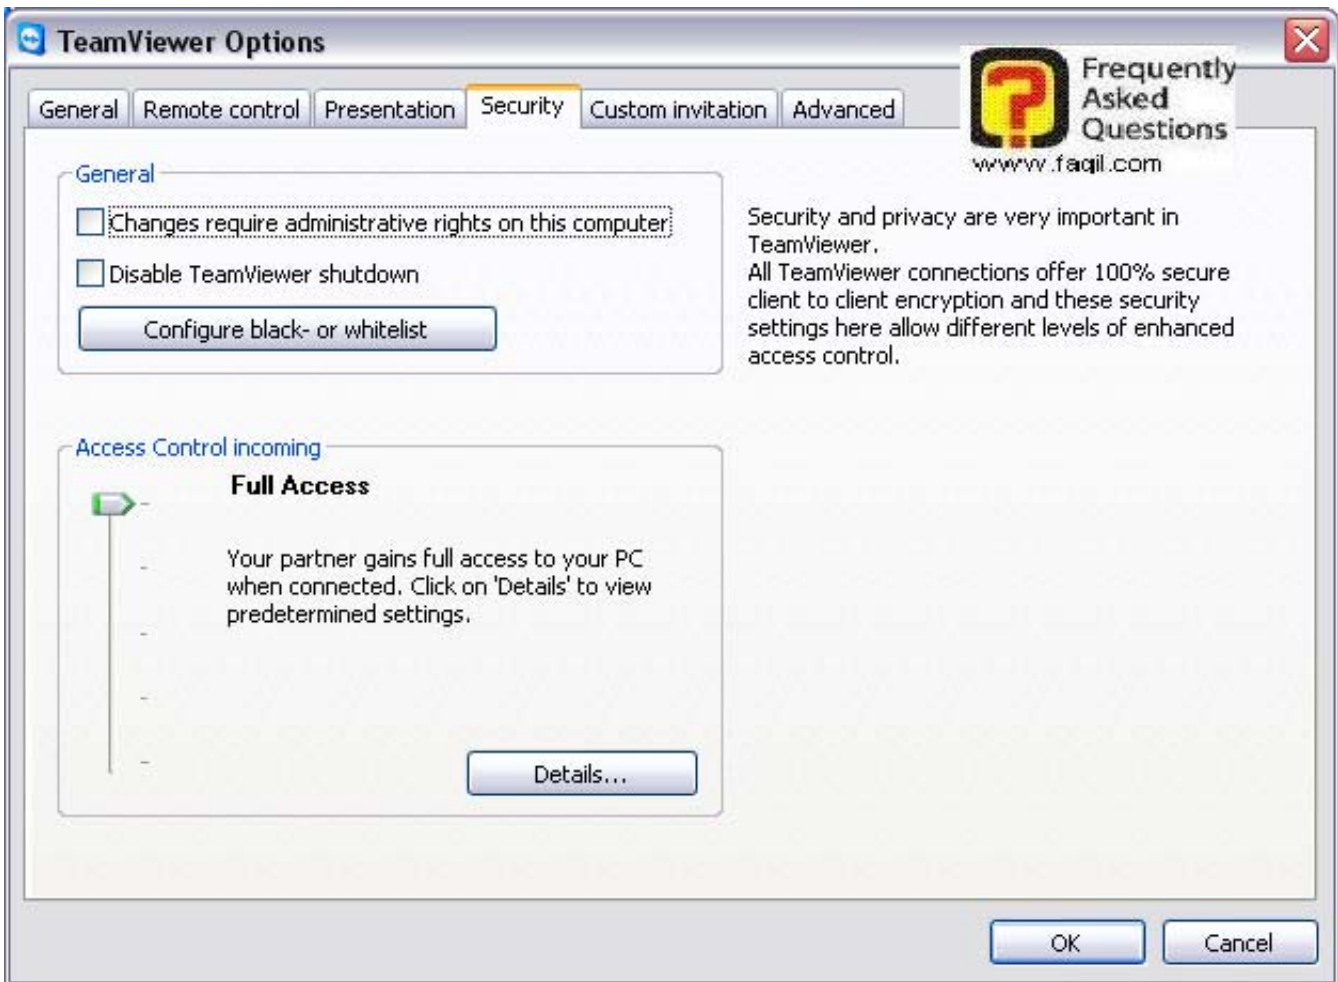 TeamViewer Options
Frequently
Asked
Questions
www.faqil.com
General
Remote control
Presentation
Security
Custom invitation
Advanced
General
Changes require administrative rights on this computer
Disable TeamViewer shutdown
Configure black- or whitelist
Security and privacy are very important in
TeamViewer.
All TeamViewer connections offer 100% secure
client to client encryption and these security
settings here allow different levels of enhanced
access control.
Access Control incoming
Full Access
Your partner gains full access to your PC
when connected. Click on 'Details' to view
predetermined settings.
Details...
OK
Cancel